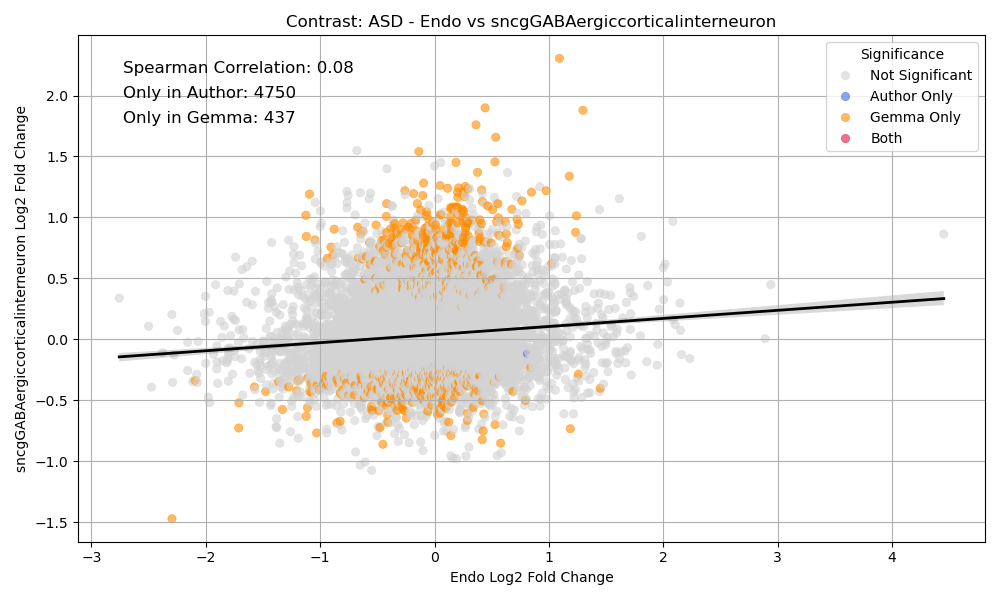 Contrast: ASD - Endo vs sncgGABAergiccorticalinterneuron
Spearman Correlation: 0.08
Only in Author: 4750
Only in Gemma: 437
Significance
Not Significant
Author Only
Gemma Only
Both
sncgGABAergiccorticalinterneuron Log2 Fold Change
2.0
1.5
1.0
0.5
0.0
−0.5
−1.0
−1.5
−3 −2 −1 0 1 2 3 4
Endo Log2 Fold Change